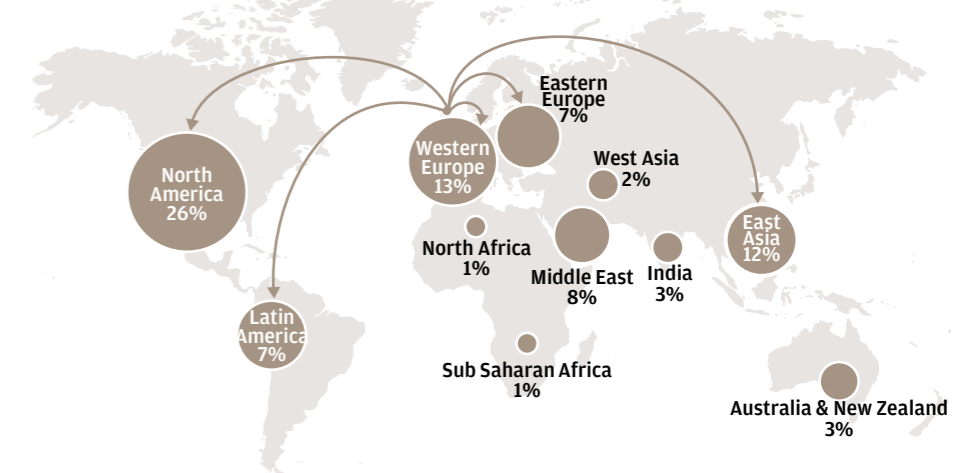 North
America
26%
Latin
America
7%
Western
Europe
13%
Eastern
Europe
7%
West Asia
2%
North Africa
1%
Middle East
8%
India
3%
East
Asia
12%
Sub Saharan Africa
1%
Australia & New Zealand
3%